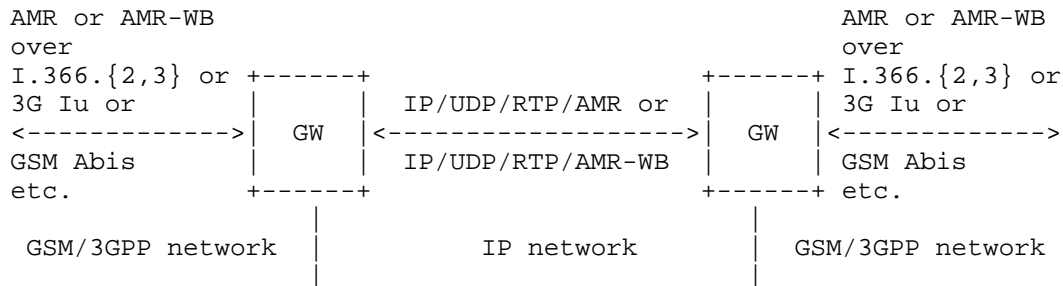 AMR or AMR-WB                                        AMR or AMR-WB
over                                                 over
I.366.{2,3} or +------+                     +------+ I.366.{2,3} or
3G Iu or       |      |  IP/UDP/RTP/AMR or  |      | 3G Iu or
<------------->|  GW  |<------------------->|  GW  |<------------->
GSM Abis       |      |  IP/UDP/RTP/AMR-WB  |      | GSM Abis
etc.           +------+                     +------+ etc.
                   |                           |
 GSM/3GPP network  |         IP network        |  GSM/3GPP network
                   |                           |